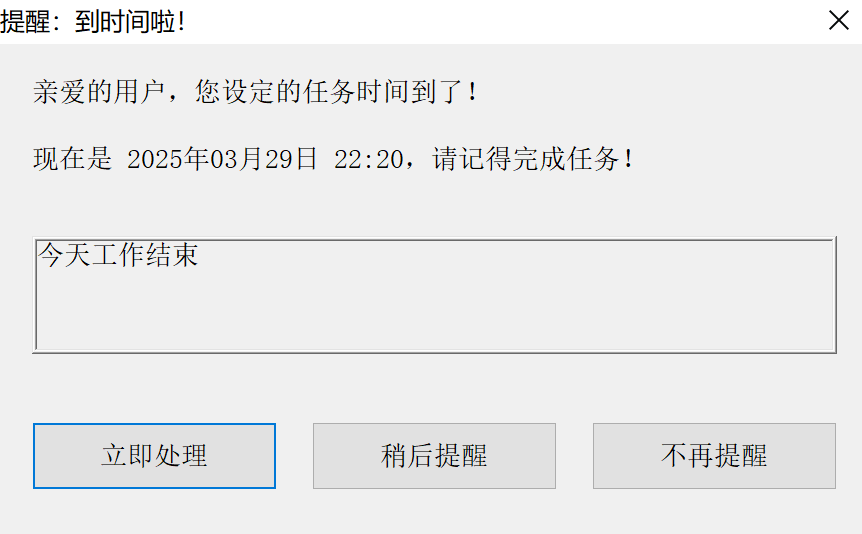 提醒：到时间啦！
亲爱的用户，您设定的任务时间到了！
现在是 2025年03月29日 22:20，请记得完成任务！
今天工作结束
立即处理
稍后提醒
不再提醒